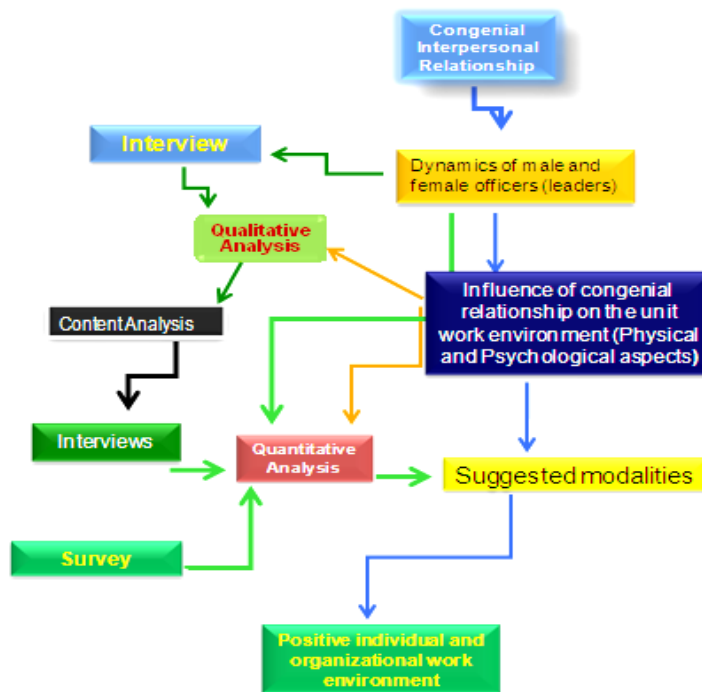 Congenial
Interpersonal
Relationship
Interview
Dynamics of male and
female officers (leaders)
Qualitative
Analysis
Influence of congenial
relationship on the unit
work environment (Physical
and Psychological aspects)
Content Analysis
Interviews
Quantitative
Analysis
Suggested modalities
Survey
Positive individual and
organizational work
environment